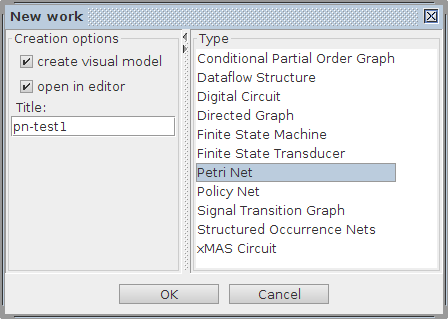 New work
Creation options
create visual model
open in editor
Title:
pn-test1
Type
Conditional Partial Order Graph
Dataflow Structure
Digital Circuit
Directed Graph
Finite State Machine
Finite State Transducer
Petri Net
Policy Net
Signal Transition Graph
Structured Occurrence Nets
xMAS Circuit
OK
Cancel